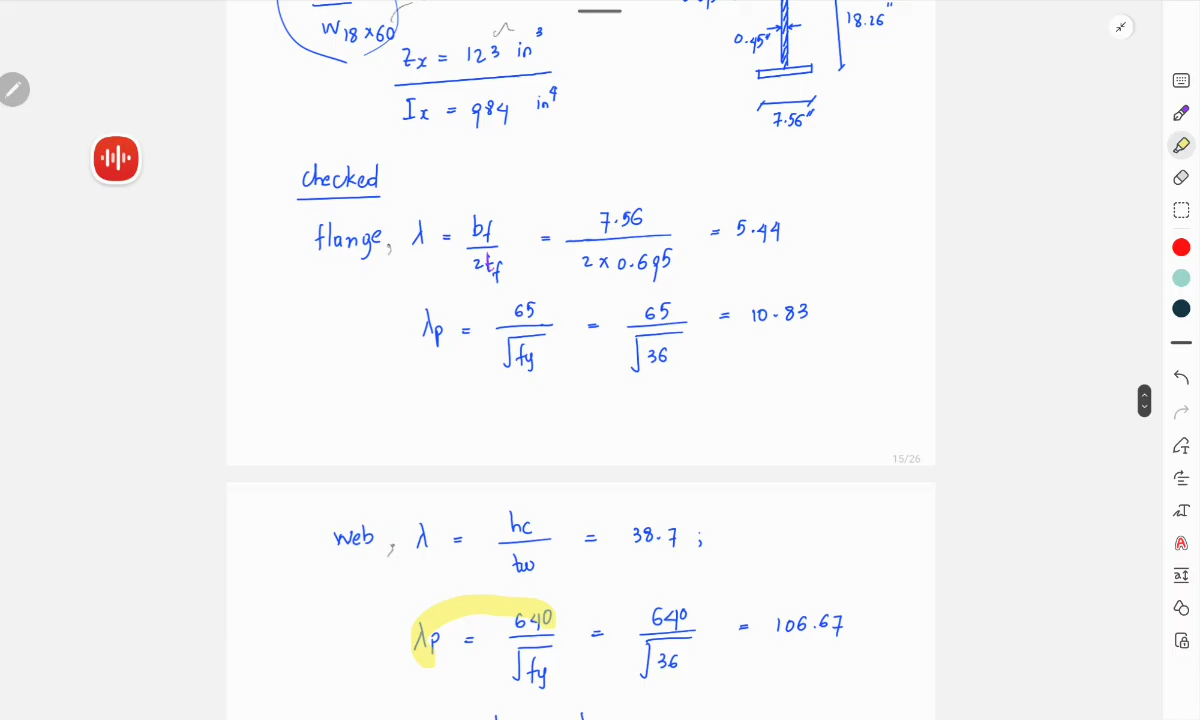 W18×60
Zx = 123 in³
Ix = 984 in⁴
0.45"
18.26"
7.56"
checked
flange, λ = bf/2tf = 7.56/2×0.695 = 5.44
λp = 65/√fy = 65/√36 = 10.83
15/26
web, λ = hc/tw = 38.7 ;
λp = 640/√fy = 640/√36 = 106.67